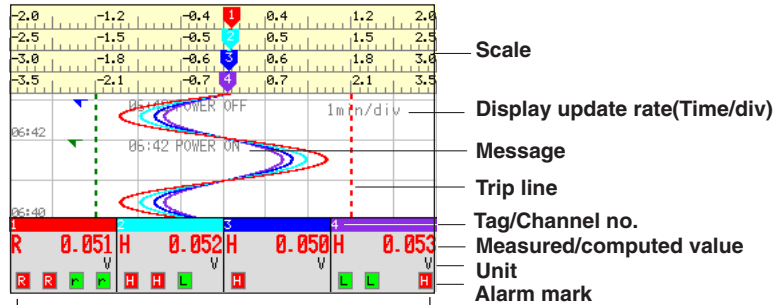 -2.0 -1.2 -0.4 1 0.4 1.2 2.0
-2.5 -1.5 -0.5 2 0.5 1.5 2.5
-3.0 -1.8 -0.6 3 0.6 1.8 3.0
-3.5 -2.1 -0.7 4 0.7 2.1 3.5
Scale
POWER OFF 1min/div
Display update rate(Time/div)
06:42
06:42 POWER ON
Message
Trip line
06:40
1 2 3 4
Tag/Channel no.
R 0.051 H 0.052 H 0.050 H 0.053
Measured/computed value
V V V V
Unit
R R r r H H L H L L H
Alarm mark